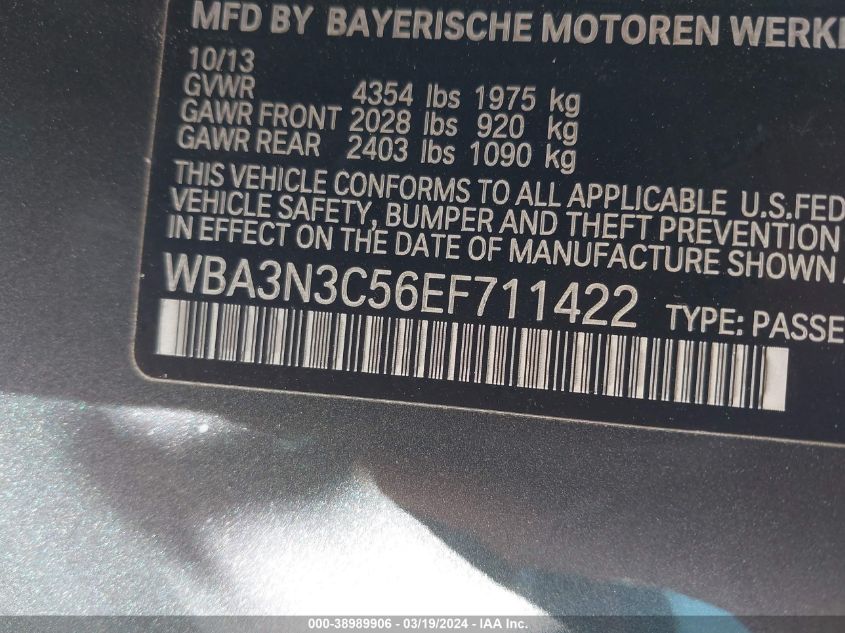 MFD BY BAYERISCHE MOTOREN
10/13
GVWR 4354 lbs 1975 kg
GAWR FRONT 2028 lbs 920 kg
GAWR REAR 2403 lbs 1090 kg
THIS VEHICLE CONFORMS TO ALL APPLICABLE U.S.FED
VEHICLE SAFETY, BUMPER AND THEFT PREVENTION
IN EFFECT ON THE DATE OF MANUFACTURE SHOWN
WBA3N3C56EF711422 TYPE: PASSE
000-38989906 - 03/19/2024 - IAA Inc.